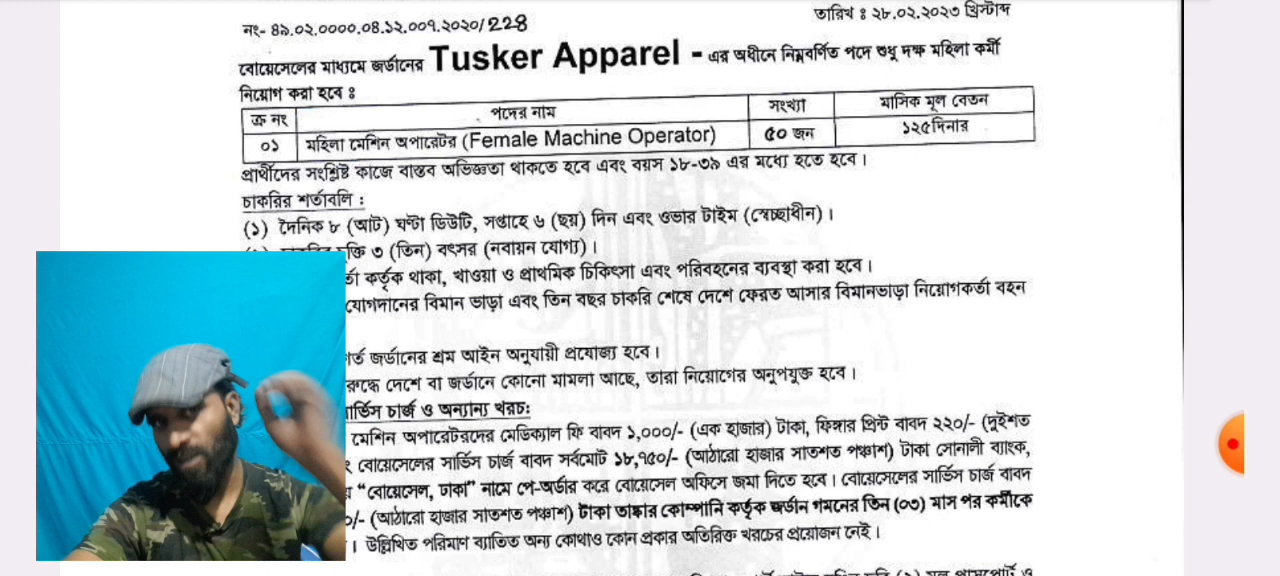 নং- ৪৯.০২.০০০০.০৪.১২.০০৭.২০২০/২২৪
তারিখ ঃ ২৮.০২.২০২৩ খ্রিস্টাব্দ
বোয়েসেলের মাধ্যমে জর্ডানের Tusker Apparel - এর অধীনে নিম্নবর্ণিত পদে শুধু দক্ষ মহিলা কর্মী
নিয়োগ করা হবে ঃ
ক্র নং পদের নাম সংখ্যা মাসিক মূল বেতন
০১ মহিলা মেশিন অপারেটর (Female Machine Operator) ৫০ জন ১২৫দিনার
প্রার্থীদের সংশ্লিষ্ট কাজে বাস্তব অভিজ্ঞতা থাকতে হবে এবং বয়স ১৮-৩৯ এর মধ্যে হতে হবে।
চাকরির শর্তাবলি :
(১) দৈনিক ৮ (আট) ঘণ্টা ডিউটি, সপ্তাহে ৬ (ছয়) দিন এবং ওভার টাইম (স্বেচ্ছাধীন)।
৩ (তিন) বৎসর (নবায়ন যোগ্য)।
কর্তৃক থাকা, খাওয়া ও প্রাথমিক চিকিৎসা এবং পরিবহনের ব্যবস্থা করা হবে।
যোগদানের বিমান ভাড়া এবং তিন বছর চাকরি শেষে দেশে ফেরত আসার বিমানভাড়া নিয়োগকর্তা বহন
জর্ডানের শ্রম আইন অনুযায়ী প্রযোজ্য হবে।
দেশে বা জর্ডানে কোনো মামলা আছে, তারা নিয়োগের অনুপযুক্ত হবে।
চার্জ ও অন্যান্য খরচ:
মেশিন অপারেটরদের মেডিক্যাল ফি বাবদ ১,০০০/- (এক হাজার) টাকা, ফিঙ্গার প্রিন্ট বাবদ ২২০/- (দুইশত
বোয়েসেলের সার্ভিস চার্জ বাবদ সর্বমোট ১৮,৭৫০/- (আঠারো হাজার সাতশত পঞ্চাশ) টাকা সোনালী ব্যাংক,
“বোয়েসেল, ঢাকা” নামে পে-অর্ডার করে বোয়েসেল অফিসে জমা দিতে হবে। বোয়েসেলের সার্ভিস চার্জ বাবদ
/- (আঠারো হাজার সাতশত পঞ্চাশ) টাকা তাস্কার কোম্পানি কর্তৃক জর্ডান গমনের তিন (০৩) মাস পর কর্মীকে
। উল্লিখিত পরিমাণ ব্যাতিত অন্য কোথাও কোন প্রকার অতিরিক্ত খরচের প্রয়োজন নেই।